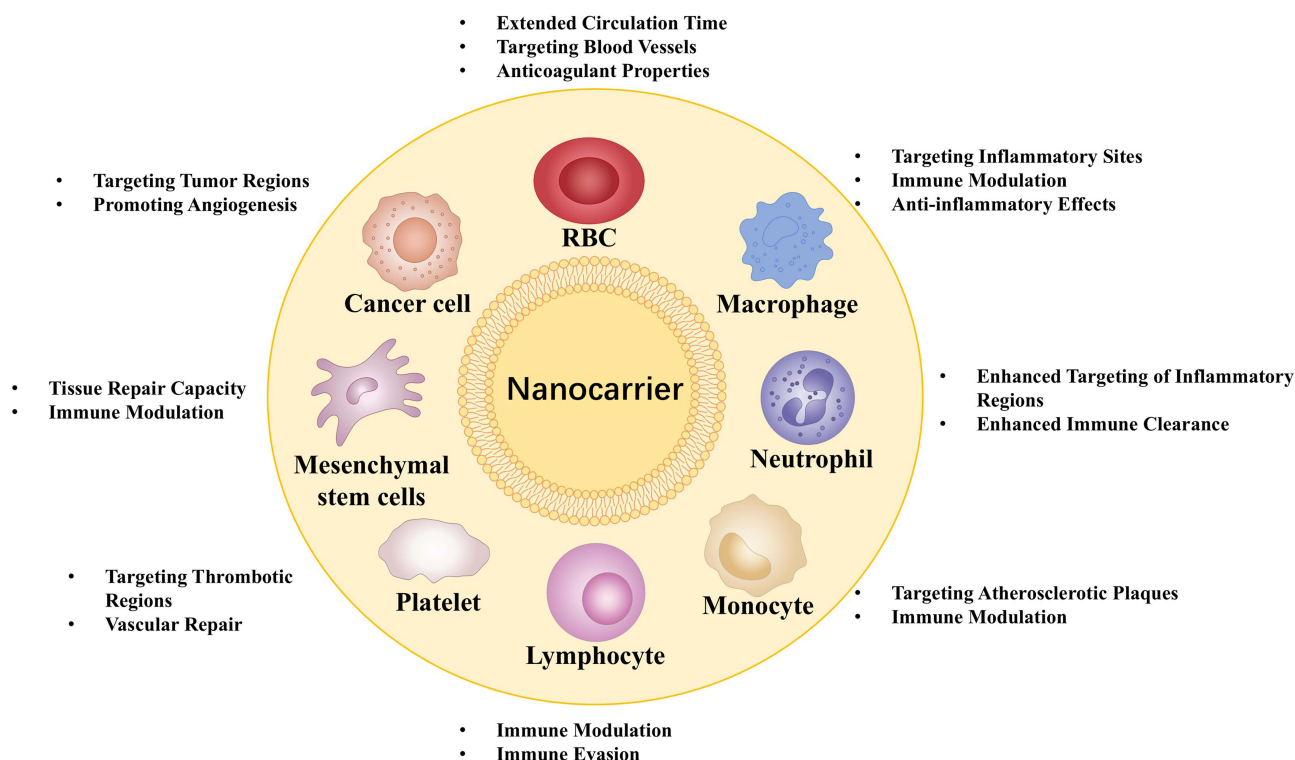 • Extended Circulation Time
• Targeting Blood Vessels
• Anticoagulant Properties
• Targeting Tumor Regions
• Promoting Angiogenesis
• Targeting Inflammatory Sites
• Immune Modulation
• Anti-inflammatory Effects
RBC
Cancer cell
Macrophage
• Tissue Repair Capacity
• Immune Modulation
Nanocarrier
• Enhanced Targeting of Inflammatory
Regions
• Enhanced Immune Clearance
Mesenchymal
stem cells
Neutrophil
• Targeting Thrombotic
Regions
• Vascular Repair
Platelet
Lymphocyte
Monocyte
• Targeting Atherosclerotic Plaques
• Immune Modulation
• Immune Modulation
• Immune Evasion